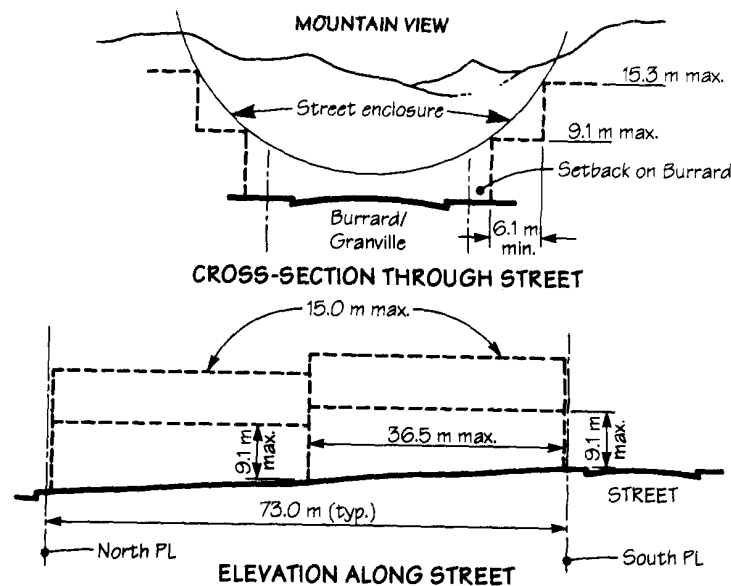 MOUNTAIN VIEW
15.3 m max.
Street enclosure
9.1 m max.
Setback on Burrard
Burrard/
Granville
6.1 m
min.
CROSS-SECTION THROUGH STREET
15.0 m max.
9.1 m
max.
36.5 m max.
9.1 m
max.
STREET
73.0 m (typ.)
North PL
South PL
ELEVATION ALONG STREET